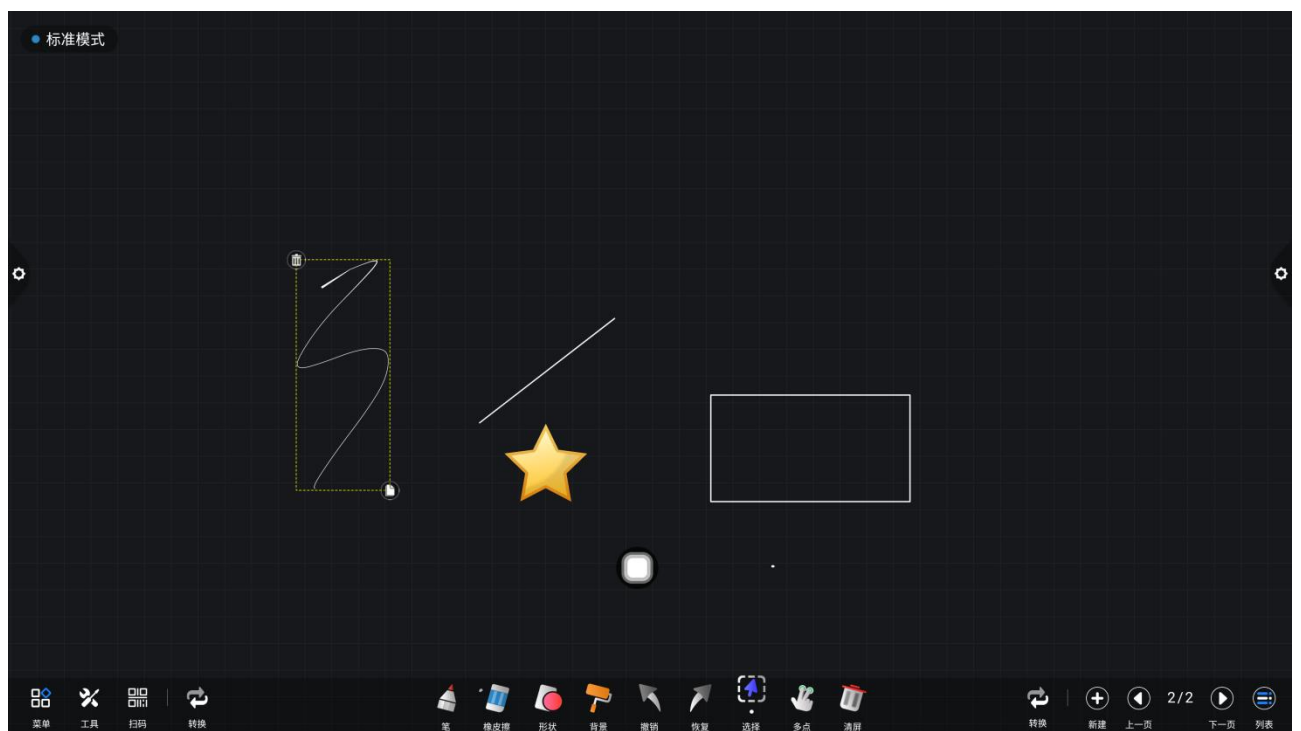 标准模式
菜单 工具 扫码 转换 笔 橡皮擦 形状 背景 撤销 恢复 选择 多点 清屏 转换 新建 上一页 2/2 下一页 列表